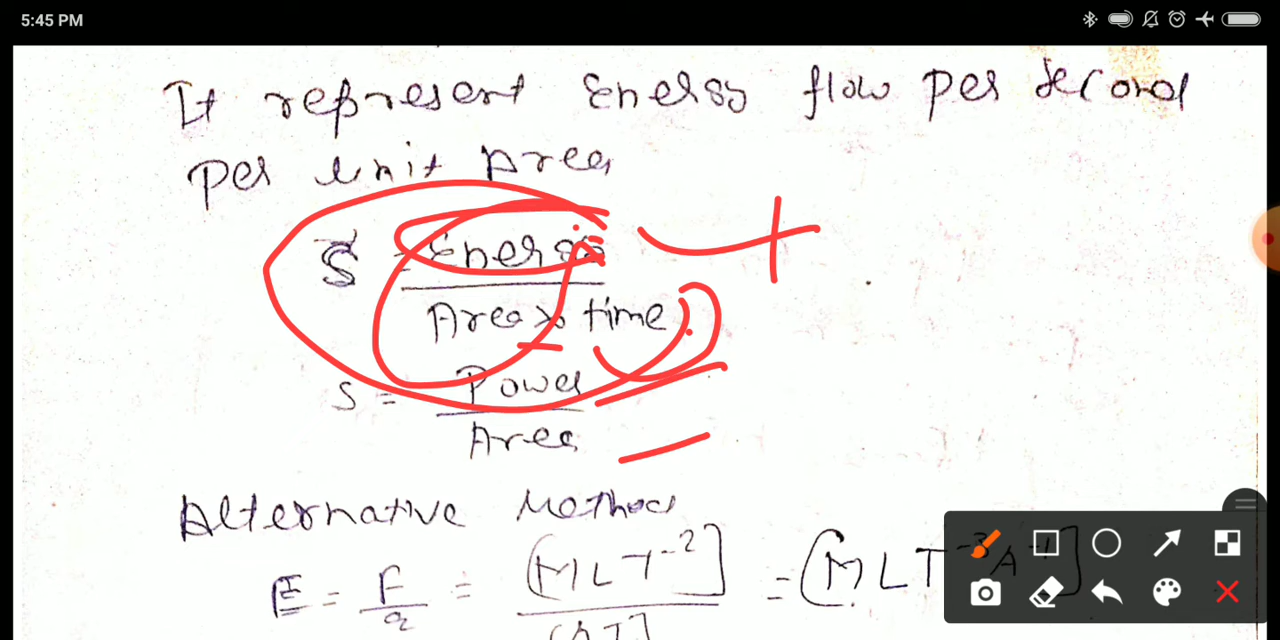 5:45 PM
It represent Energy flow per second
Per unit Area
S = Energy
Area × time
S = Power
Area
Alternative Method
E = F = [MLT-2] = [MLT-3A-1]
q [AT]